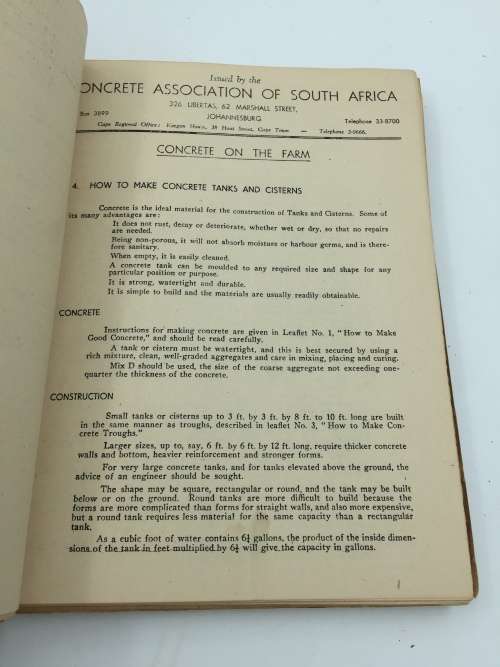 Issued by the
ONCRETE ASSOCIATION OF SOUTH AFRICA
326 LIBERTAS, 62 MARSHALL STREET,
JOHANNESBURG
Box 3899 Telephone 33-8700
Cape Regional Office: House, 28 Hout Street, Cape Town — Telephone 3-9666.
CONCRETE ON THE FARM
4. HOW TO MAKE CONCRETE TANKS AND CISTERNS
Concrete is the ideal material for the construction of Tanks and Cisterns. Some of
its many advantages are:
It does not rust, decay or deteriorate, whether wet or dry, so that no repairs
are needed.
Being non-porous, it will not absorb moisture or harbour germs, and is there-
fore sanitary.
When empty, it is easily cleaned.
A concrete tank can be moulded to any required size and shape for any
particular position or purpose.
It is strong, watertight and durable.
It is simple to build and the materials are usually readily obtainable.
CONCRETE
Instructions for making concrete are given in Leaflet No. 1, "How to Make
Good Concrete," and should be read carefully.
A tank or cistern must be watertight, and this is best secured by using a
rich mixture, clean, well-graded aggregates and care in mixing, placing and curing.
Mix D should be used, the size of the coarse aggregate not exceeding one-
quarter the thickness of the concrete.
CONSTRUCTION
Small tanks or cisterns up to 3 ft. by 3 ft. by 8 ft. to 10 ft. long are built
in the same manner as troughs, described in leaflet No. 3, "How to Make Con-
crete Troughs."
Larger sizes, up to, say, 6 ft. by 6 ft. by 12 ft. long, require thicker concrete
walls and bottom, heavier reinforcement and stronger forms.
For very large concrete tanks, and for tanks elevated above the ground, the
advice of an engineer should be sought.
The shape may be square, rectangular or round, and the tank may be built
below or on the ground. Round tanks are more difficult to build because the
forms are more complicated than forms for straight walls, and also more expensive,
but a round tank requires less material for the same capacity than a rectangular
tank.
As a cubic foot of water contains 6¼ gallons, the product of the inside dimen-
sions of the tank in feet multiplied by 6¼ will give the capacity in gallons.